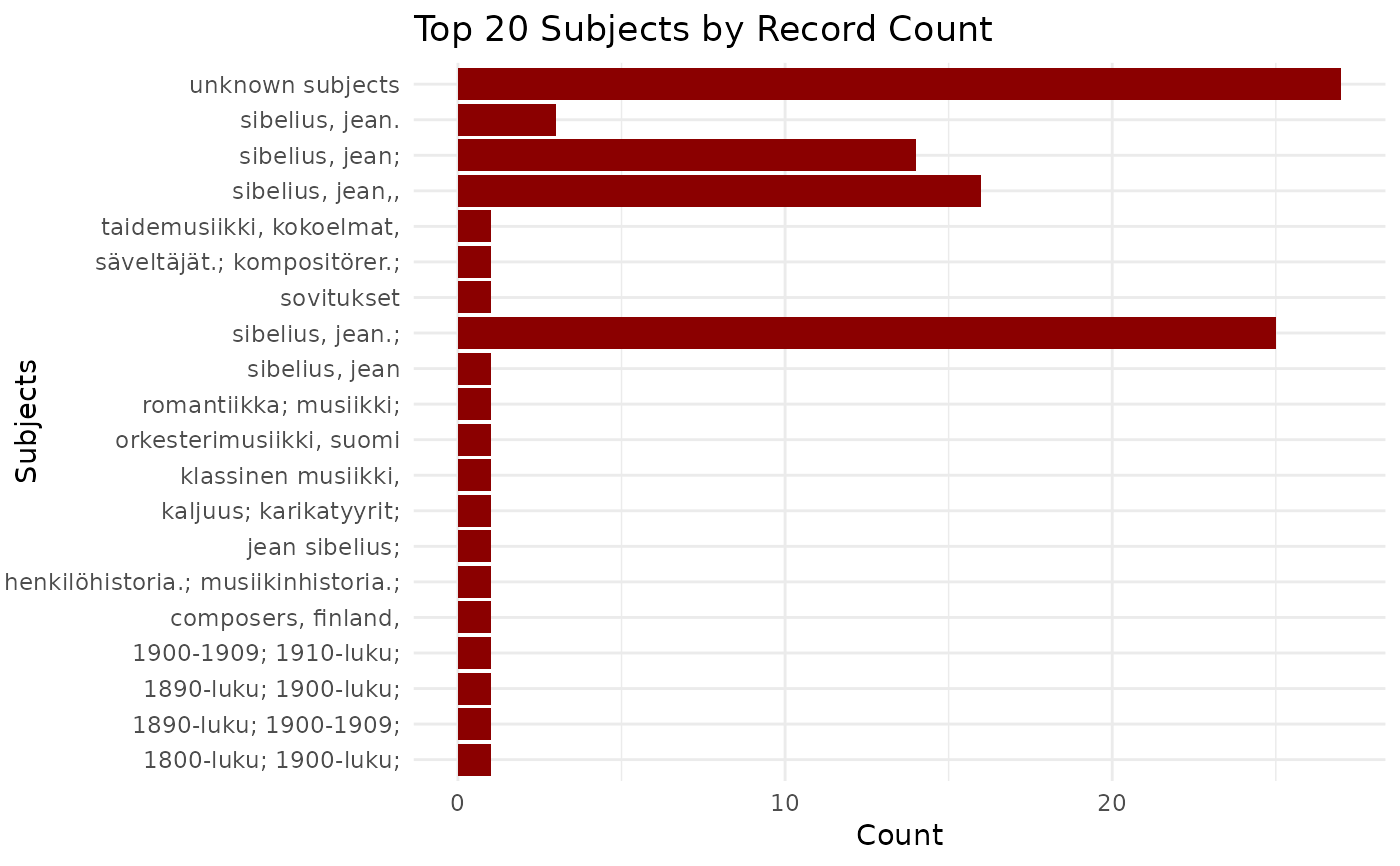 Top 20 Subjects by Record Count
Subjects
unknown subjects
sibelius, jean.
sibelius, jean;
sibelius, jean,,
taidemusiikki, kokoelmat,
säveltäjät.; kompositörer.;
sovitukset
sibelius, jean.;
sibelius, jean
romantiikka; musiikki;
orkesterimusiikki, suomi
klassinen musiikki,
kaljuus; karikatyyrit;
jean sibelius;
henkilöhistoria.; musiikinhistoria.;
composers, finland,
1900-1909; 1910-luku;
1890-luku; 1900-luku;
1890-luku; 1900-1909;
1800-luku; 1900-luku;
0 10 20
Count